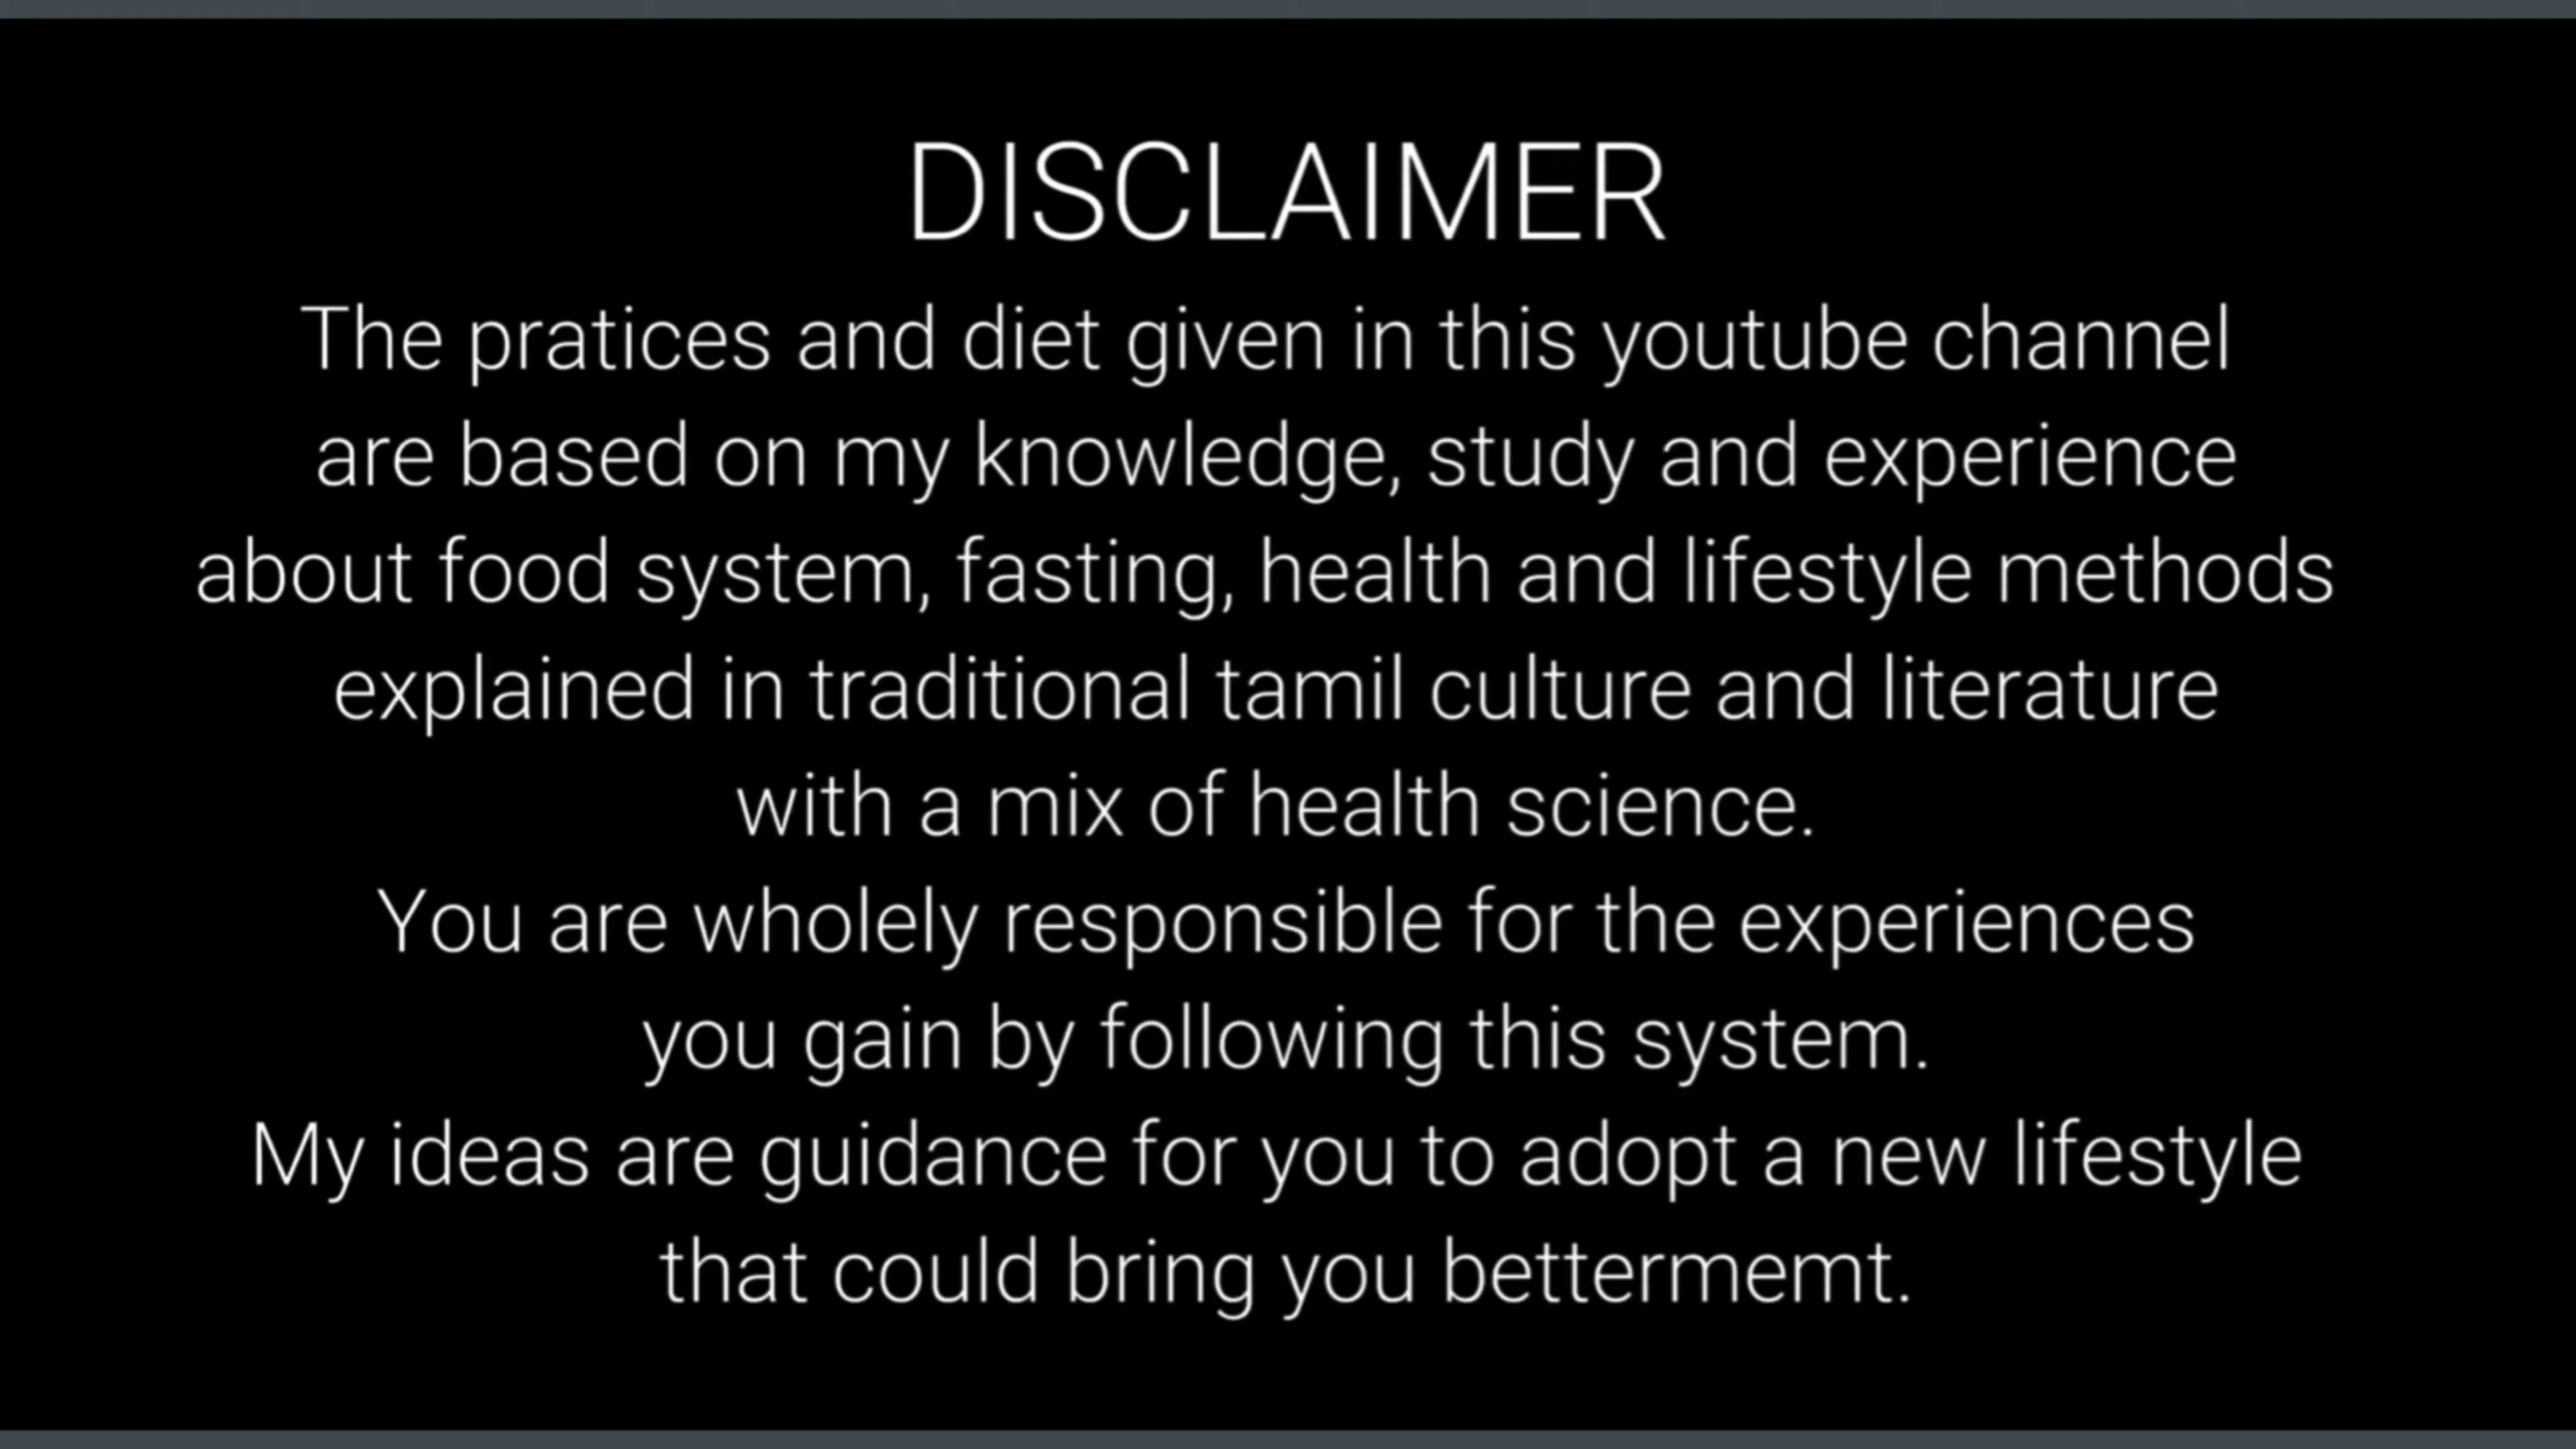 DISCLAIMER
The pratices and diet given in this youtube channel
are based on my knowledge, study and experience
about food system, fasting, health and lifestyle methods
explained in traditional tamil culture and literature
with a mix of health science.
You are wholely responsible for the experiences
you gain by following this system.
My ideas are guidance for you to adopt a new lifestyle
that could bring you bettermemt.